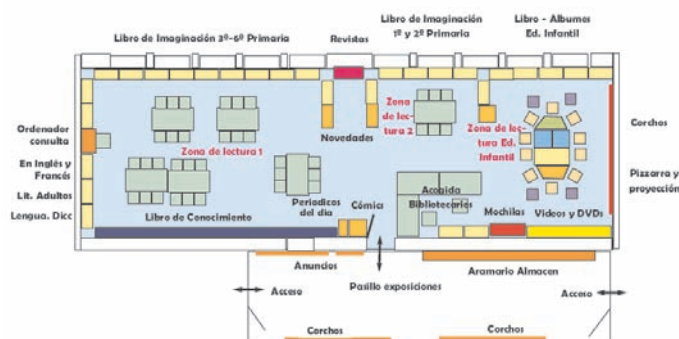 Libro de Imaginación 3º-6º Primaria
Revistas
Libro de Imaginación
1º y 2º Primaria
Libro - Álbumes
Ed. Infantil
Ordenador
consulta
En Inglés y
Francés
Lit. Adultos
Lengua. Dicc
Zona de lectura 1
Novedades
Zona
de lec-
tura 2
Zona de lec-
tura Ed.
Infantil
Corchos
Pizarra y
proyección
Periodicos
del dia
Libro de Conocimiento
Cómics
Acogida
Bibliotecarios
Mochilas
Videos y DVDs
Anuncios
Pasillo exposiciones
Aramario Almacen
Acceso
Acceso
Corchos
Corchos